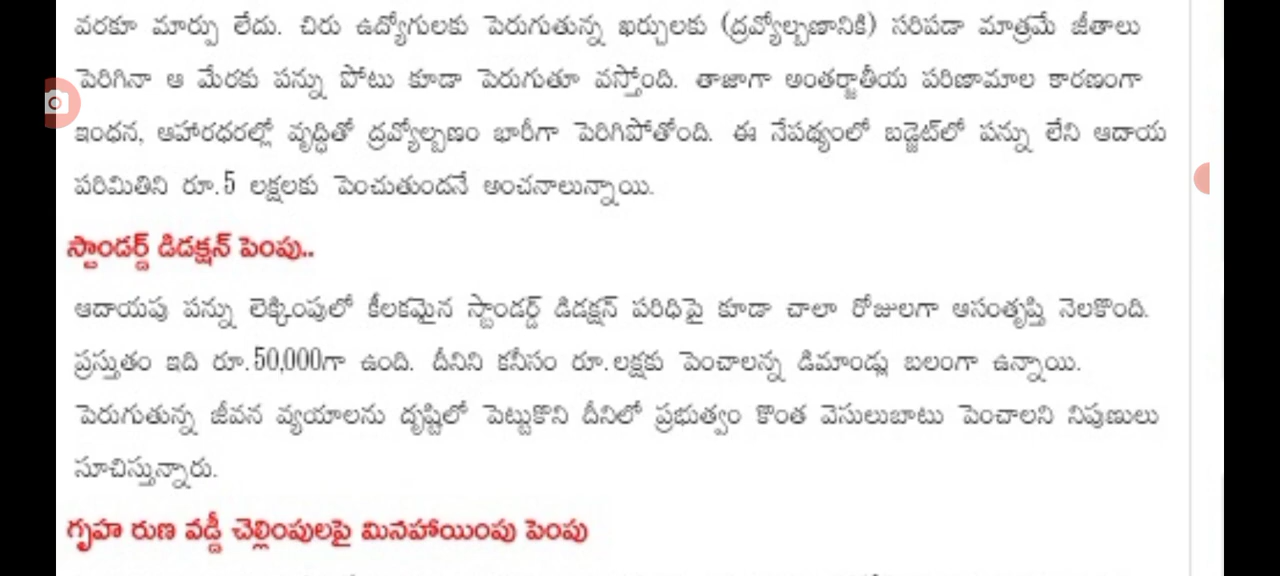 వరకూ మార్పు లేదు. చిరు ఉద్యోగులకు పెరుగుతున్న ఖర్చులకు (ద్రవ్యోల్బణానికి) సరిపడా మాత్రమే జీతాలు
పెరిగినా ఆ మేరకు పన్ను పోటు కూడా పెరుగుతూ వస్తోంది. తాజాగా అంతర్జాతీయ పరిణామాల కారణంగా
ఇంధన, ఆహారధరల్లో వృద్ధితో ద్రవ్యోల్బణం భారీగా పెరిగిపోతోంది. ఈ నేపథ్యంలో బడ్జెట్‌లో పన్ను లేని ఆదాయ
పరిమితిని రూ.5 లక్షలకు పెంచుతుందనే అంచనాలున్నాయి.
స్టాండర్డ్ డిడక్షన్ పెంపు..
ఆదాయపు పన్ను లెక్కింపులో కీలకమైన స్టాండర్డ్ డిడక్షన్ పరిధిపై కూడా చాలా రోజులగా ఆసంతృప్తి నెలకొంది.
ప్రస్తుతం ఇది రూ.50,000గా ఉంది. దీనిని కనీసం రూ.లక్షకు పెంచాలన్న డిమాండ్లు బలంగా ఉన్నాయి.
పెరుగుతున్న జీవన వ్యయాలను దృష్టిలో పెట్టుకొని దీనిలో ప్రభుత్వం కొంత వెసులుబాటు పెంచాలని నిపుణులు
సూచిస్తున్నారు.
గృహ రుణ వడ్డీ చెల్లింపులపై మినహాయింపు పెంపు